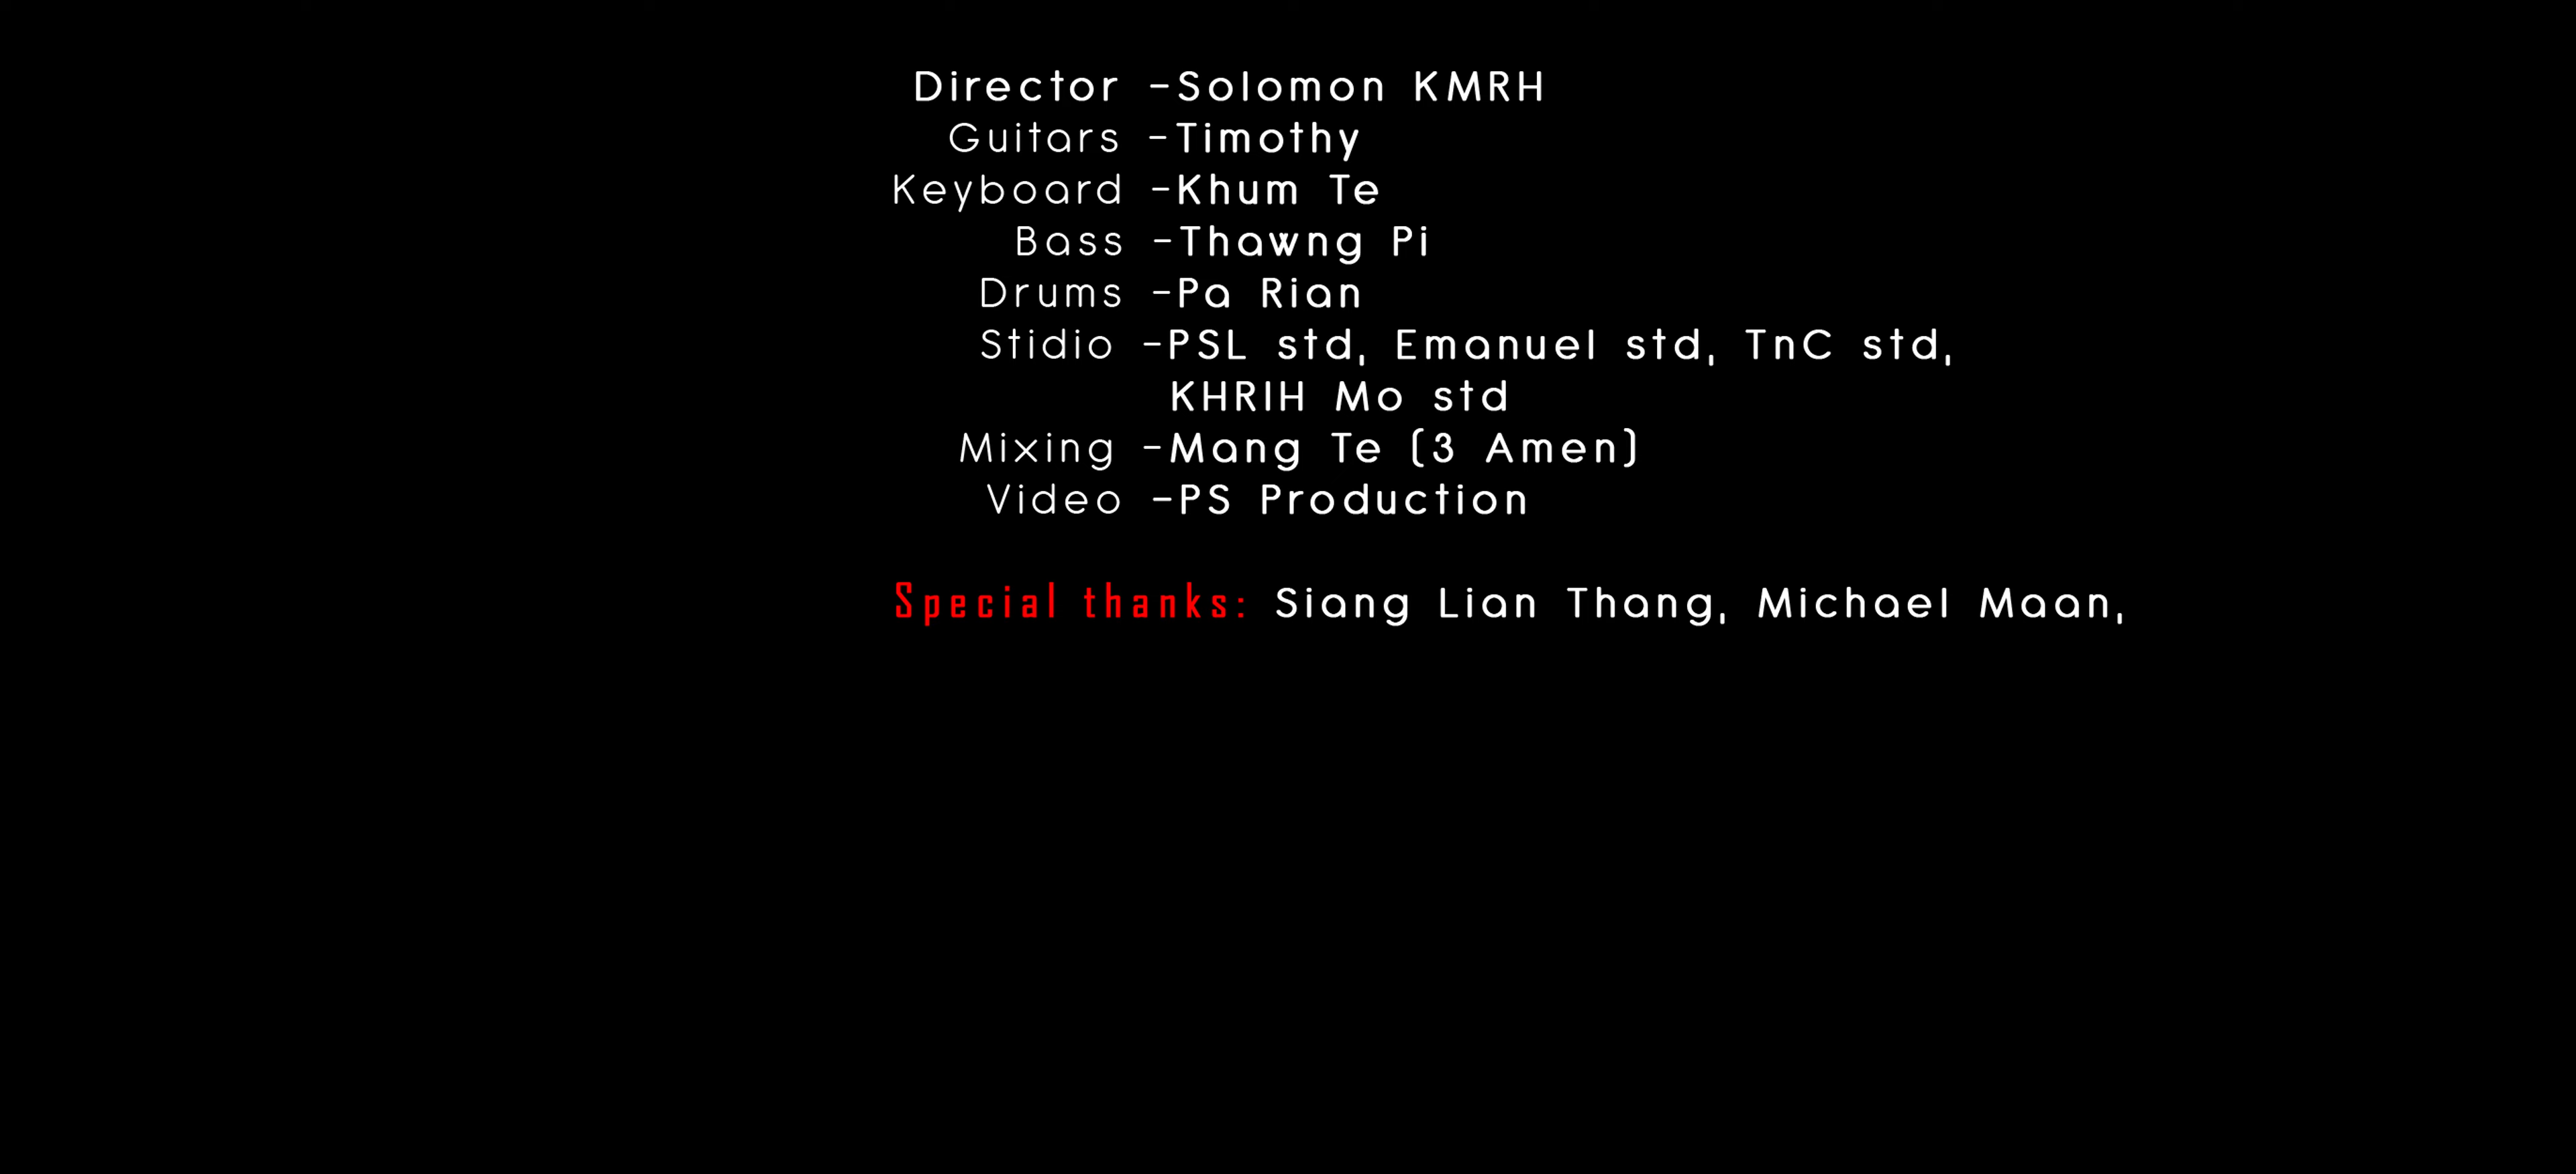 Director -Solomon KMRH
Guitars -Timothy
Keyboard -Khum Te
Bass -Thawng Pi
Drums -Pa Rian
Stidio -PSL std, Emanuel std, TnC std,
KHRIH Mo std
Mixing -Mang Te (3 Amen)
Video -PS Production
Special thanks: Siang Lian Thang, Michael Maan,